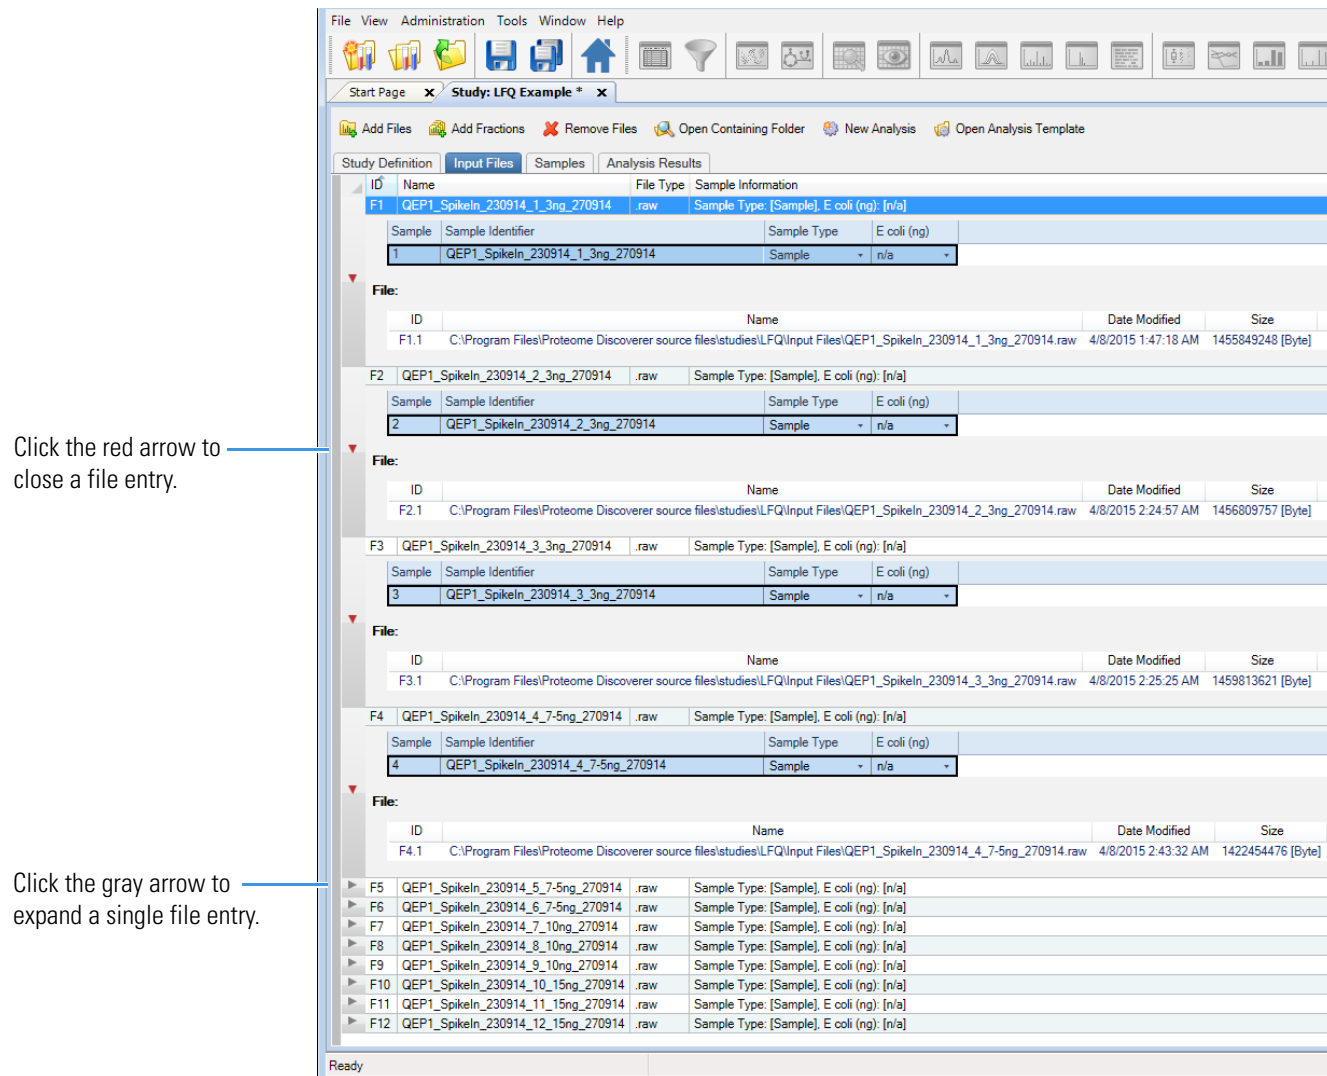 File View Administration Tools Window Help
Start Page x Study: LFQ Example * x
Add Files Add Fractions Remove Files Open Containing Folder New Analysis Open Analysis Template
Study Definition Input Files Samples Analysis Results
ID Name File Type Sample Information
F1 QEP1_SpikeIn_230914_1_3ng_270914 .raw Sample Type: [Sample], E coli (ng): [n/a]
Sample Sample Identifier Sample Type E coli (ng)
1 QEP1_SpikeIn_230914_1_3ng_270914 Sample n/a
File:
ID Name Date Modified Size
F1.1 C:\Program Files\Proteome Discoverer source files\studies\LFQ\Input Files\QEP1_SpikeIn_230914_1_3ng_270914.raw 4/8/2015 1:47:18 AM 1455849248 [Byte]
F2 QEP1_SpikeIn_230914_2_3ng_270914 .raw Sample Type: [Sample], E coli (ng): [n/a]
Sample Sample Identifier Sample Type E coli (ng)
2 QEP1_SpikeIn_230914_2_3ng_270914 Sample n/a
Click the red arrow to
close a file entry.
File:
ID Name Date Modified Size
F2.1 C:\Program Files\Proteome Discoverer source files\studies\LFQ\Input Files\QEP1_SpikeIn_230914_2_3ng_270914.raw 4/8/2015 2:24:57 AM 1456809757 [Byte]
F3 QEP1_SpikeIn_230914_3_3ng_270914 .raw Sample Type: [Sample], E coli (ng): [n/a]
Sample Sample Identifier Sample Type E coli (ng)
3 QEP1_SpikeIn_230914_3_3ng_270914 Sample n/a
File:
ID Name Date Modified Size
F3.1 C:\Program Files\Proteome Discoverer source files\studies\LFQ\Input Files\QEP1_SpikeIn_230914_3_3ng_270914.raw 4/8/2015 2:25:25 AM 1459813621 [Byte]
F4 QEP1_SpikeIn_230914_4_7-5ng_270914 .raw Sample Type: [Sample], E coli (ng): [n/a]
Sample Sample Identifier Sample Type E coli (ng)
4 QEP1_SpikeIn_230914_4_7-5ng_270914 Sample n/a
File:
ID Name Date Modified Size
F4.1 C:\Program Files\Proteome Discoverer source files\studies\LFQ\Input Files\QEP1_SpikeIn_230914_4_7-5ng_270914.raw 4/8/2015 2:43:32 AM 1422454476 [Byte]
Click the gray arrow to
expand a single file entry.
F5 QEP1_SpikeIn_230914_5_7-5ng_270914 .raw Sample Type: [Sample], E coli (ng): [n/a]
F6 QEP1_SpikeIn_230914_6_7-5ng_270914 .raw Sample Type: [Sample], E coli (ng): [n/a]
F7 QEP1_SpikeIn_230914_7_10ng_270914 .raw Sample Type: [Sample], E coli (ng): [n/a]
F8 QEP1_SpikeIn_230914_8_10ng_270914 .raw Sample Type: [Sample], E coli (ng): [n/a]
F9 QEP1_SpikeIn_230914_9_10ng_270914 .raw Sample Type: [Sample], E coli (ng): [n/a]
F10 QEP1_SpikeIn_230914_10_15ng_270914 .raw Sample Type: [Sample], E coli (ng): [n/a]
F11 QEP1_SpikeIn_230914_11_15ng_270914 .raw Sample Type: [Sample], E coli (ng): [n/a]
F12 QEP1_SpikeIn_230914_12_15ng_270914 .raw Sample Type: [Sample], E coli (ng): [n/a]
Ready